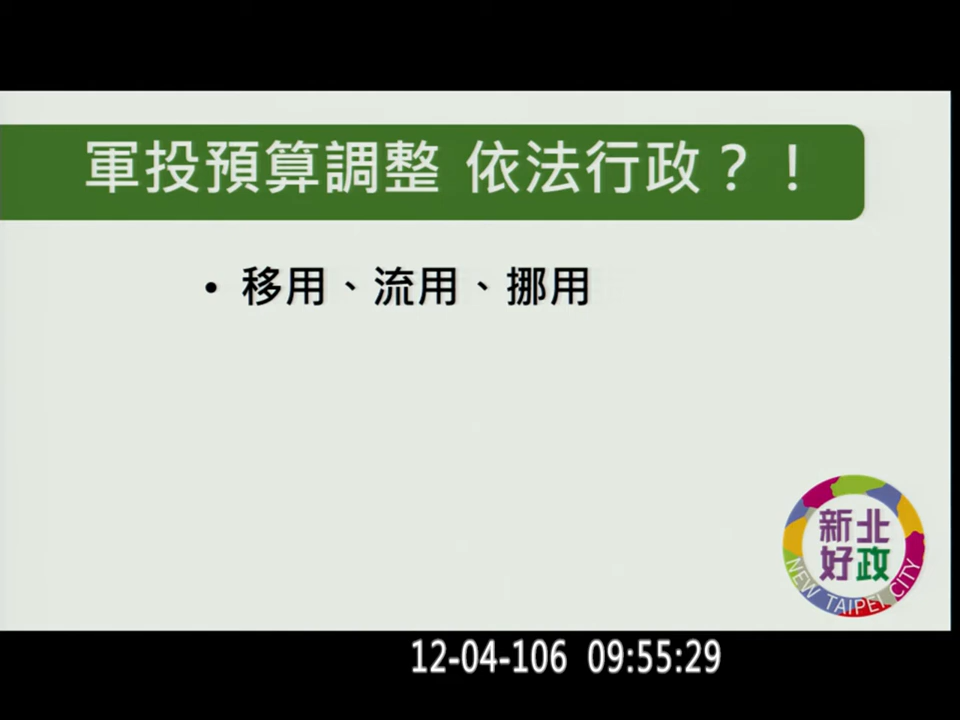 軍投預算調整 依法行政？！
• 移用、流用、挪用
新北
好政
NEW TAIPEI CITY
12-04-106 09:55:29